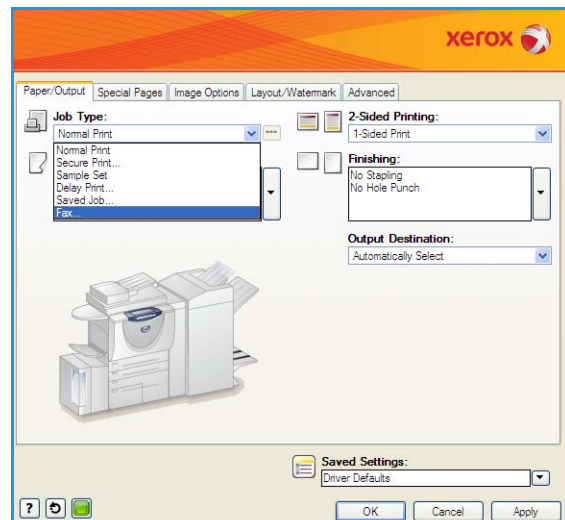 xerox
Paper/Output Special Pages Image Options Layout/Watermark Advanced
Job Type:
Normal Print
Normal Print
Secure Print...
Sample Set
Delay Print...
Saved Job...
Fax...
2-Sided Printing:
1-Sided Print
Finishing:
No Stapling
No Hole Punch
Output Destination:
Automatically Select
Saved Settings:
Driver Defaults
?
OK Cancel Apply